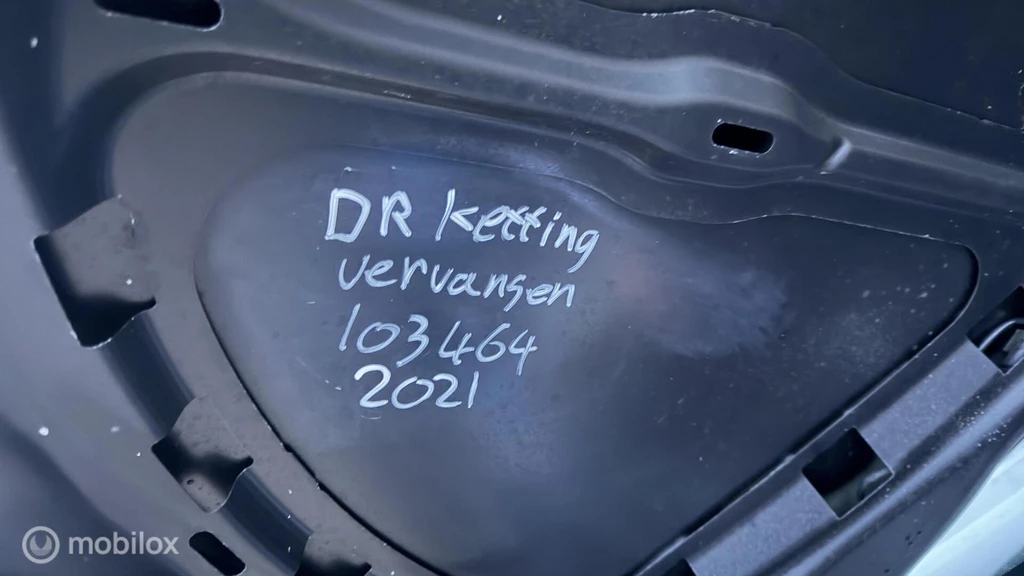 DR Ketting
vervangen
103464
2021
mobilox